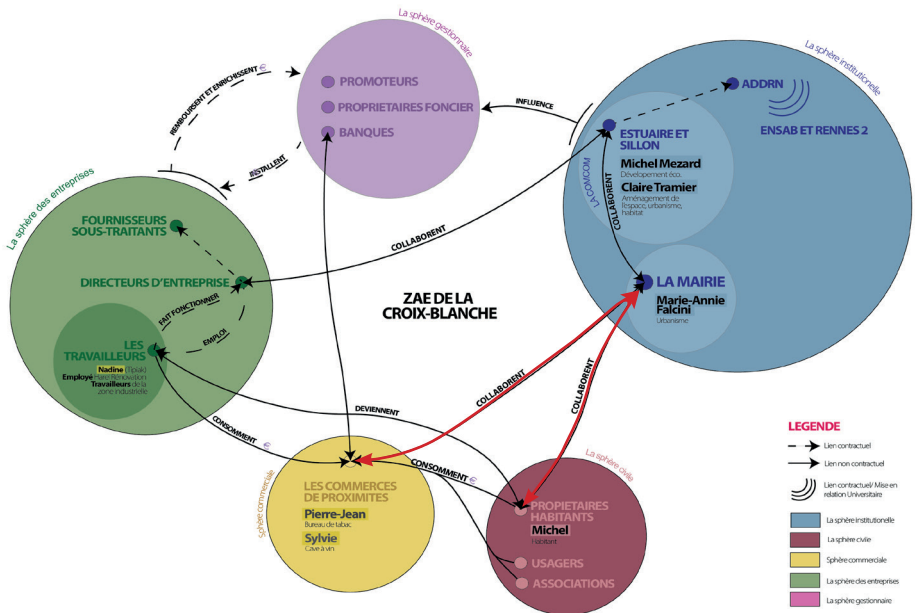 La sphère gestionnaire
PROMOTEURS
PROPRIETAIRES FONCIER
BANQUES
REMBOURSENT ET ENRICHISSENT €
INSTALLENT
INFLUENCE
La sphère institutionelle
ADDRN
ENSAB ET RENNES 2
ESTUAIRE ET
SILLON
Michel Mezard
Dévelopement éco.
Claire Tramier
Aménagement de
l'espace, urbanisme,
habitat
LA COMCOM
COLLABORENT
LA MAIRIE
Marie-Annie
Falcini
Urbanisme
La sphère des entreprises
FOURNISSEURS
SOUS-TRAITANTS
DIRECTEURS D'ENTREPRISE
FAIT FONCTIONNER
EMPLOI
LES
TRAVAILLEURS
Nadine (Tipiak)
Employé Hare Rénovation
Travailleurs de la
zone industrielle
COLLABORENT
ZAE DE LA
CROIX-BLANCHE
COLLABORENT
COLLABORENT
DEVIENNENT
CONSOMMENT €
CONSOMMENT €
Sphère commerciale
LES COMMERCES
DE PROXIMITES
Pierre-Jean
Bureau de tabac
Sylvie
Cave à vin
La sphère civile
PROPIETAIRES
HABITANTS
Michel
Habitant
USAGERS
ASSOCIATIONS
LEGENDE
Lien contractuel
Lien non contractuel
Lien contractuel/ Mise en
relation Universitaire
La sphère institutionelle
La sphère civile
Sphère commerciale
La sphère des entreprises
La sphère gestionnaire